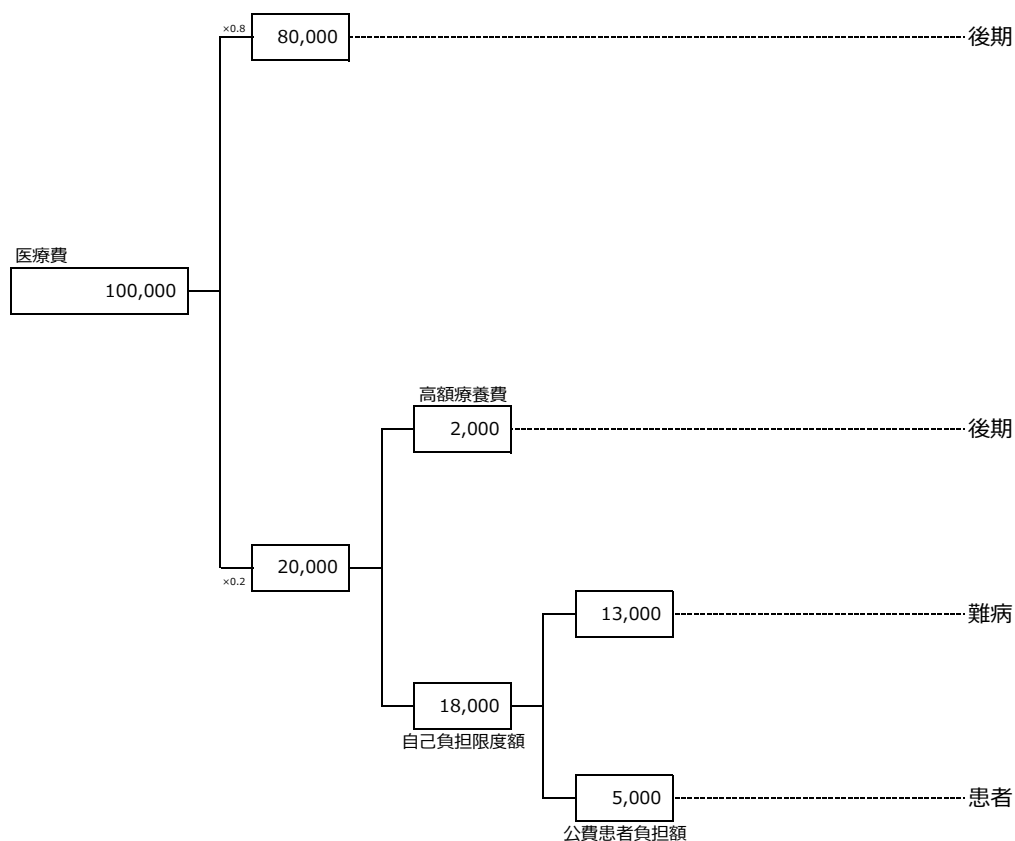 ×0.8
80,000
後期
医療費
100,000
高額療養費
2,000
後期
20,000
×0.2
13,000
難病
18,000
自己負担限度額
5,000
患者
公費患者負担額